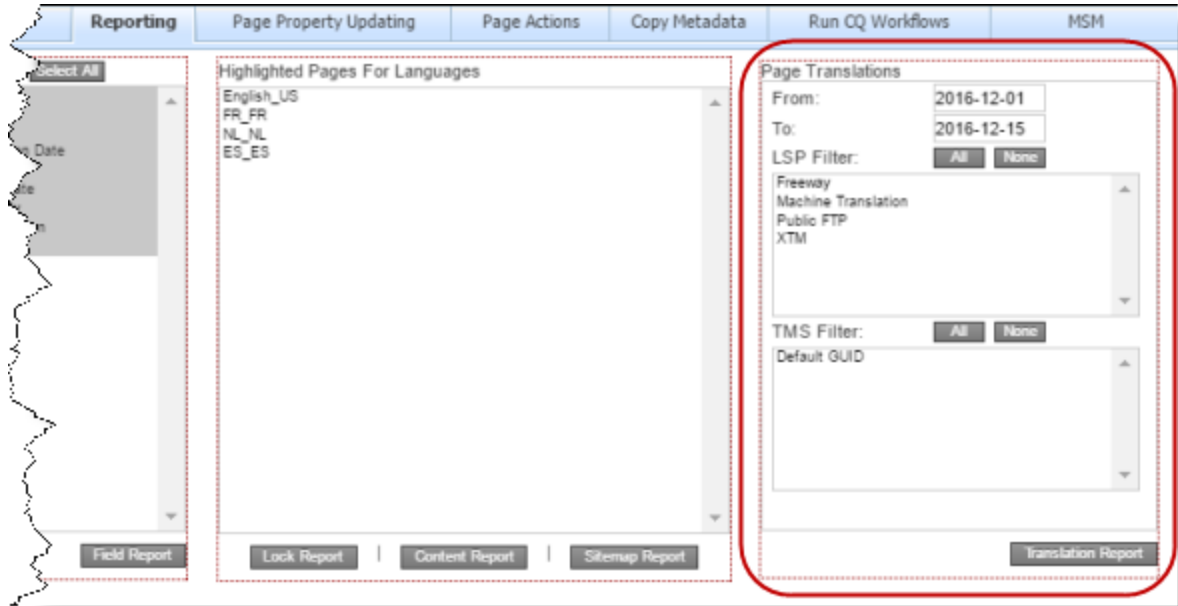 Reporting
Page Property Updating
Page Actions
Copy Metadata
Run CQ Workflows
MSM
Select All
Date
Field Report
Highlighted Pages For Languages
English_US
FR_FR
NL_NL
ES_ES
Lock Report | Content Report | Sitemap Report
Page Translations
From: 2016-12-01
To: 2016-12-15
LSP Filter: All None
Freeway
Machine Translation
Public FTP
XTM
TMS Filter: All None
Default GUID
Translation Report